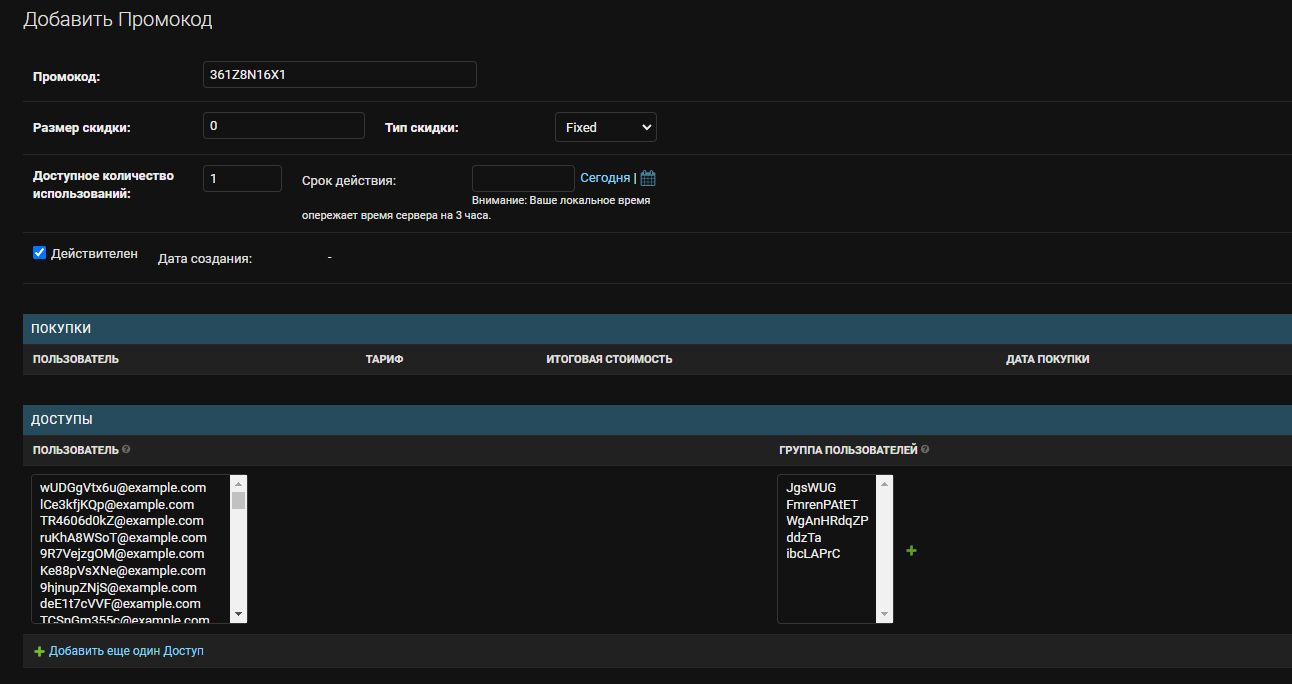 Добавить Промокод
Промокод: 361Z8N16X1
Размер скидки: 0 Тип скидки: Fixed
Доступное количество использований: 1 Срок действия: Сегодня |
Внимание: Ваше локальное время
опережает время сервера на 3 часа.
Действителен Дата создания: -
ПОКУПКИ
ПОЛЬЗОВАТЕЛЬ ТАРИФ ИТОГОВАЯ СТОИМОСТЬ ДАТА ПОКУПКИ
ДОСТУПЫ
ПОЛЬЗОВАТЕЛЬ ? ГРУППА ПОЛЬЗОВАТЕЛЕЙ ?
wUDGgVtx6u@example.com JgsWUG
lCe3kfjKQp@example.com FmrenPAtET
TR4606d0kZ@example.com WgAnHRdqZP
ruKhA8WSoT@example.com ddzTa
9R7VejzgOM@example.com ibcLAPrC
Ke88pVsXNe@example.com
9hjnupZNjS@example.com
deE1t7cVVF@example.com
TCSnGm355c@example.com
Добавить еще один Доступ